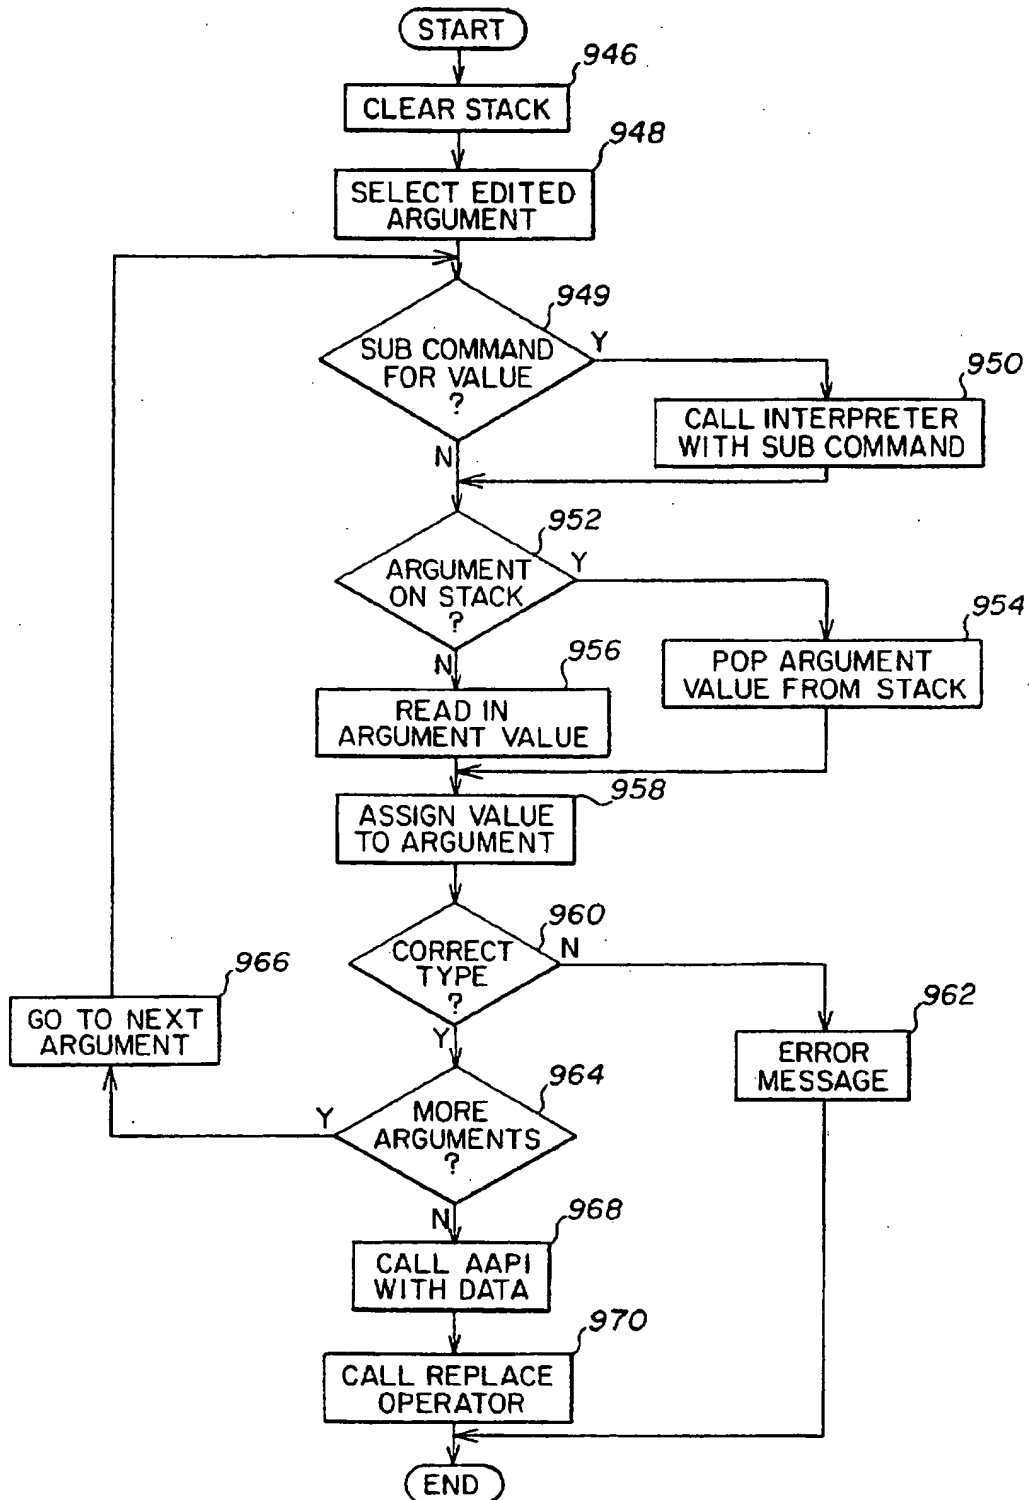 START
946
CLEAR STACK
948
SELECT EDITED
ARGUMENT
949
SUB COMMAND
FOR VALUE
?
Y
950
CALL INTERPRETER
WITH SUB COMMAND
N
952
ARGUMENT
ON STACK
?
Y
954
POP ARGUMENT
VALUE FROM STACK
N
956
READ IN
ARGUMENT VALUE
958
ASSIGN VALUE
TO ARGUMENT
960
CORRECT
TYPE
?
N
962
ERROR
MESSAGE
Y
966
GO TO NEXT
ARGUMENT
964
MORE
ARGUMENTS
?
Y
N
968
CALL AAPI
WITH DATA
970
CALL REPLACE
OPERATOR
END